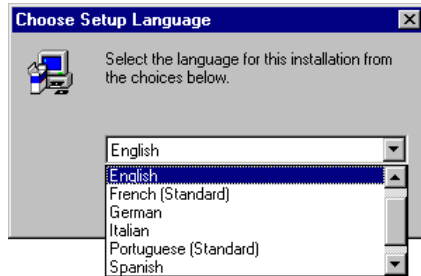 Choose Setup Language
Select the language for this installation from
the choices below.
English
English
French (Standard)
German
Italian
Portuguese (Standard)
Spanish